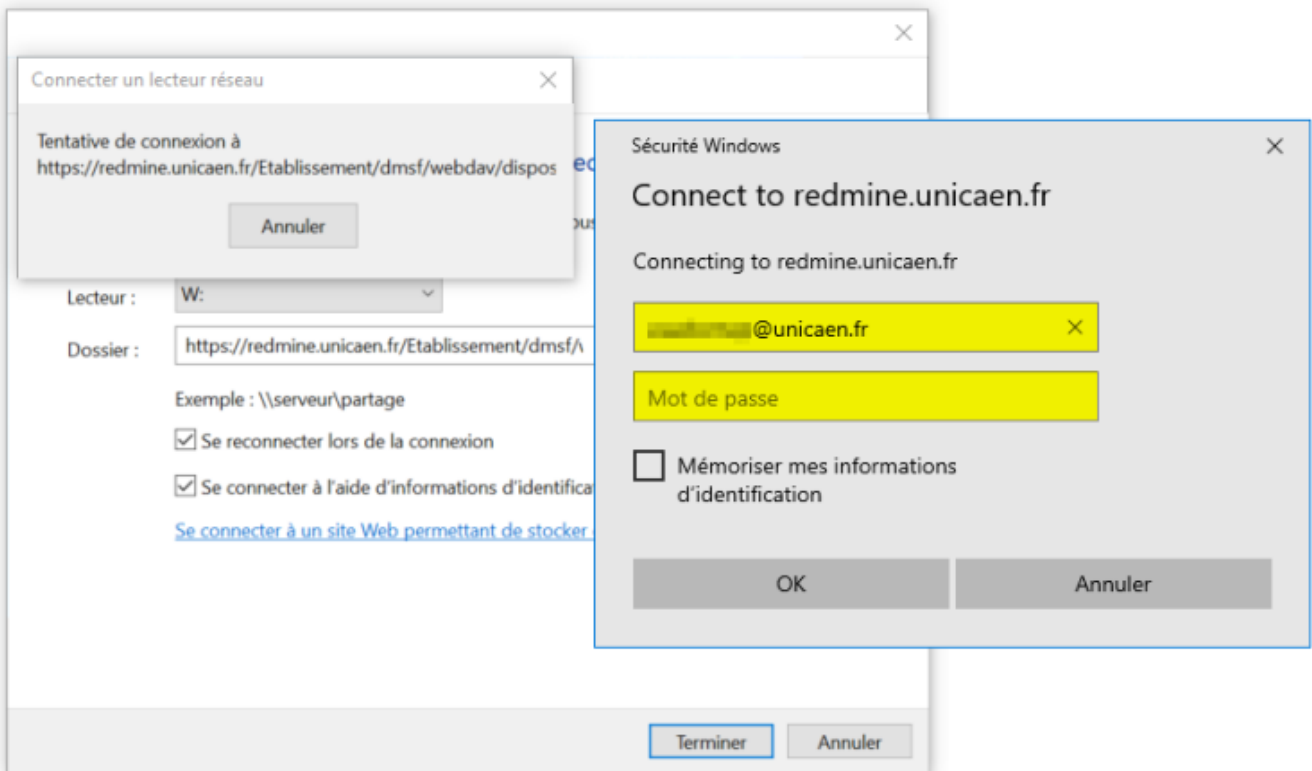 Connecter un lecteur réseau
Tentative de connexion à
https://redmine.unicaen.fr/Etablissement/dmsf/webdav/dispos
Annuler
Lecteur :
W:
Dossier :
https://redmine.unicaen.fr/Etablissement/dmsf/
Exemple : \\serveur\partage
Se reconnecter lors de la connexion
Se connecter à l'aide d'informations d'identifica
Se connecter à un site Web permettant de stocker
Terminer
Annuler
Sécurité Windows
Connect to redmine.unicaen.fr
Connecting to redmine.unicaen.fr
@unicaen.fr
Mot de passe
Mémoriser mes informations
d'identification
OK
Annuler